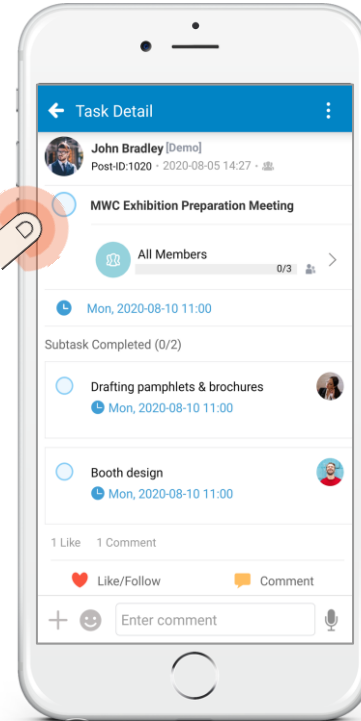 Task Detail
John Bradley [Demo]
Post-ID:1020 - 2020-08-05 14:27 -
MWC Exhibition Preparation Meeting
All Members
0/3
Mon, 2020-08-10 11:00
Subtask Completed (0/2)
Drafting pamphlets & brochures
Mon, 2020-08-10 11:00
Booth design
Mon, 2020-08-10 11:00
1 Like 1 Comment
Like/Follow Comment
Enter comment